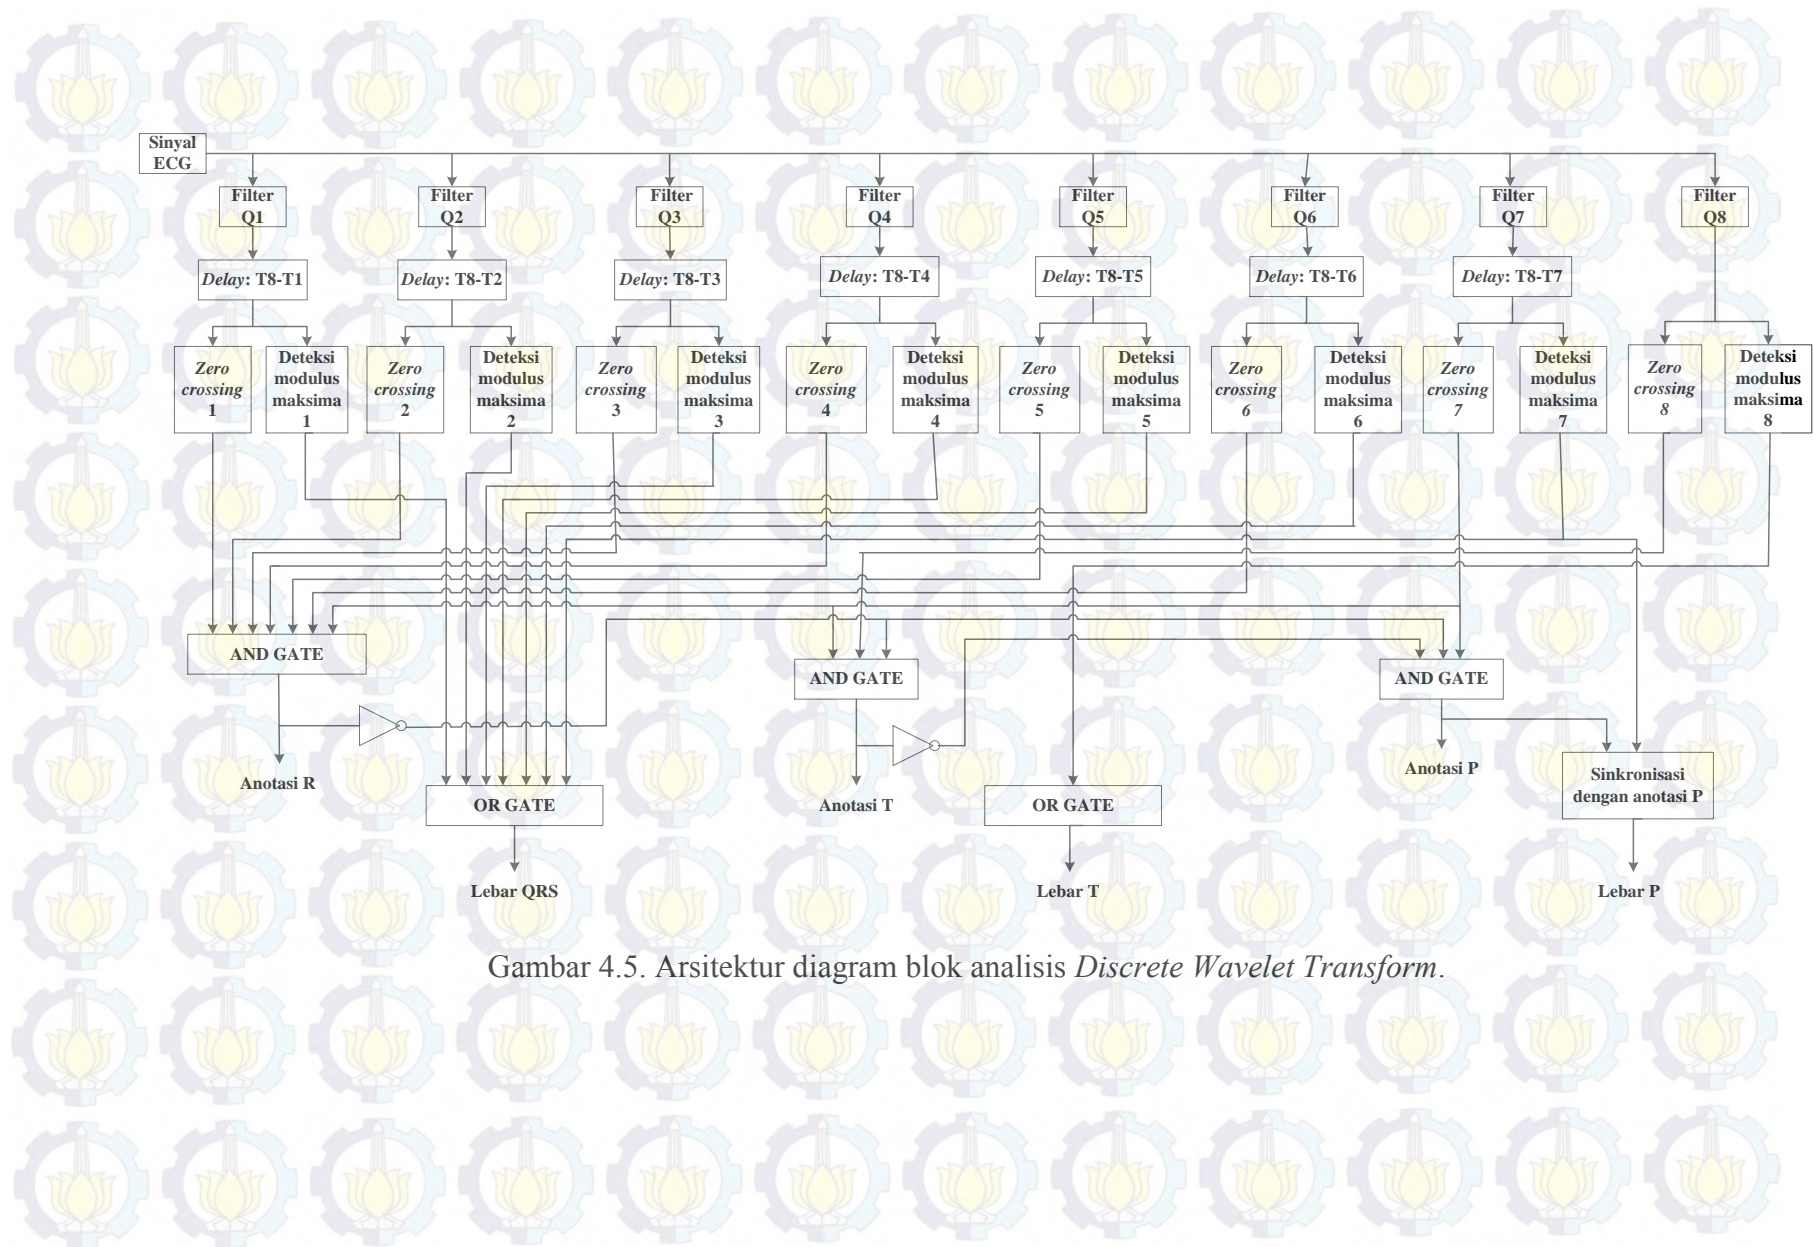 Sinyal
ECG
Filter
Q1
Filter
Q2
Filter
Q3
Filter
Q4
Filter
Q5
Filter
Q6
Filter
Q7
Filter
Q8
Delay: T8-T1
Delay: T8-T2
Delay: T8-T3
Delay: T8-T4
Delay: T8-T5
Delay: T8-T6
Delay: T8-T7
Zero
crossing
1
Deteksi
modulus
maksima
1
Zero
crossing
2
Deteksi
modulus
maksima
2
Zero
crossing
3
Deteksi
modulus
maksima
3
Zero
crossing
4
Deteksi
modulus
maksima
4
Zero
crossing
5
Deteksi
modulus
maksima
5
Zero
crossing
6
Deteksi
modulus
maksima
6
Zero
crossing
7
Deteksi
modulus
maksima
7
Zero
crossing
8
Deteksi
modulus
maksima
8
AND GATE
AND GATE
AND GATE
Anotasi R
OR GATE
Anotasi T
OR GATE
Anotasi P
Sinkronisasi
dengan anotasi P
Lebar QRS
Lebar T
Lebar P
Gambar 4.5. Arsitektur diagram blok analisis Discrete Wavelet Transform.